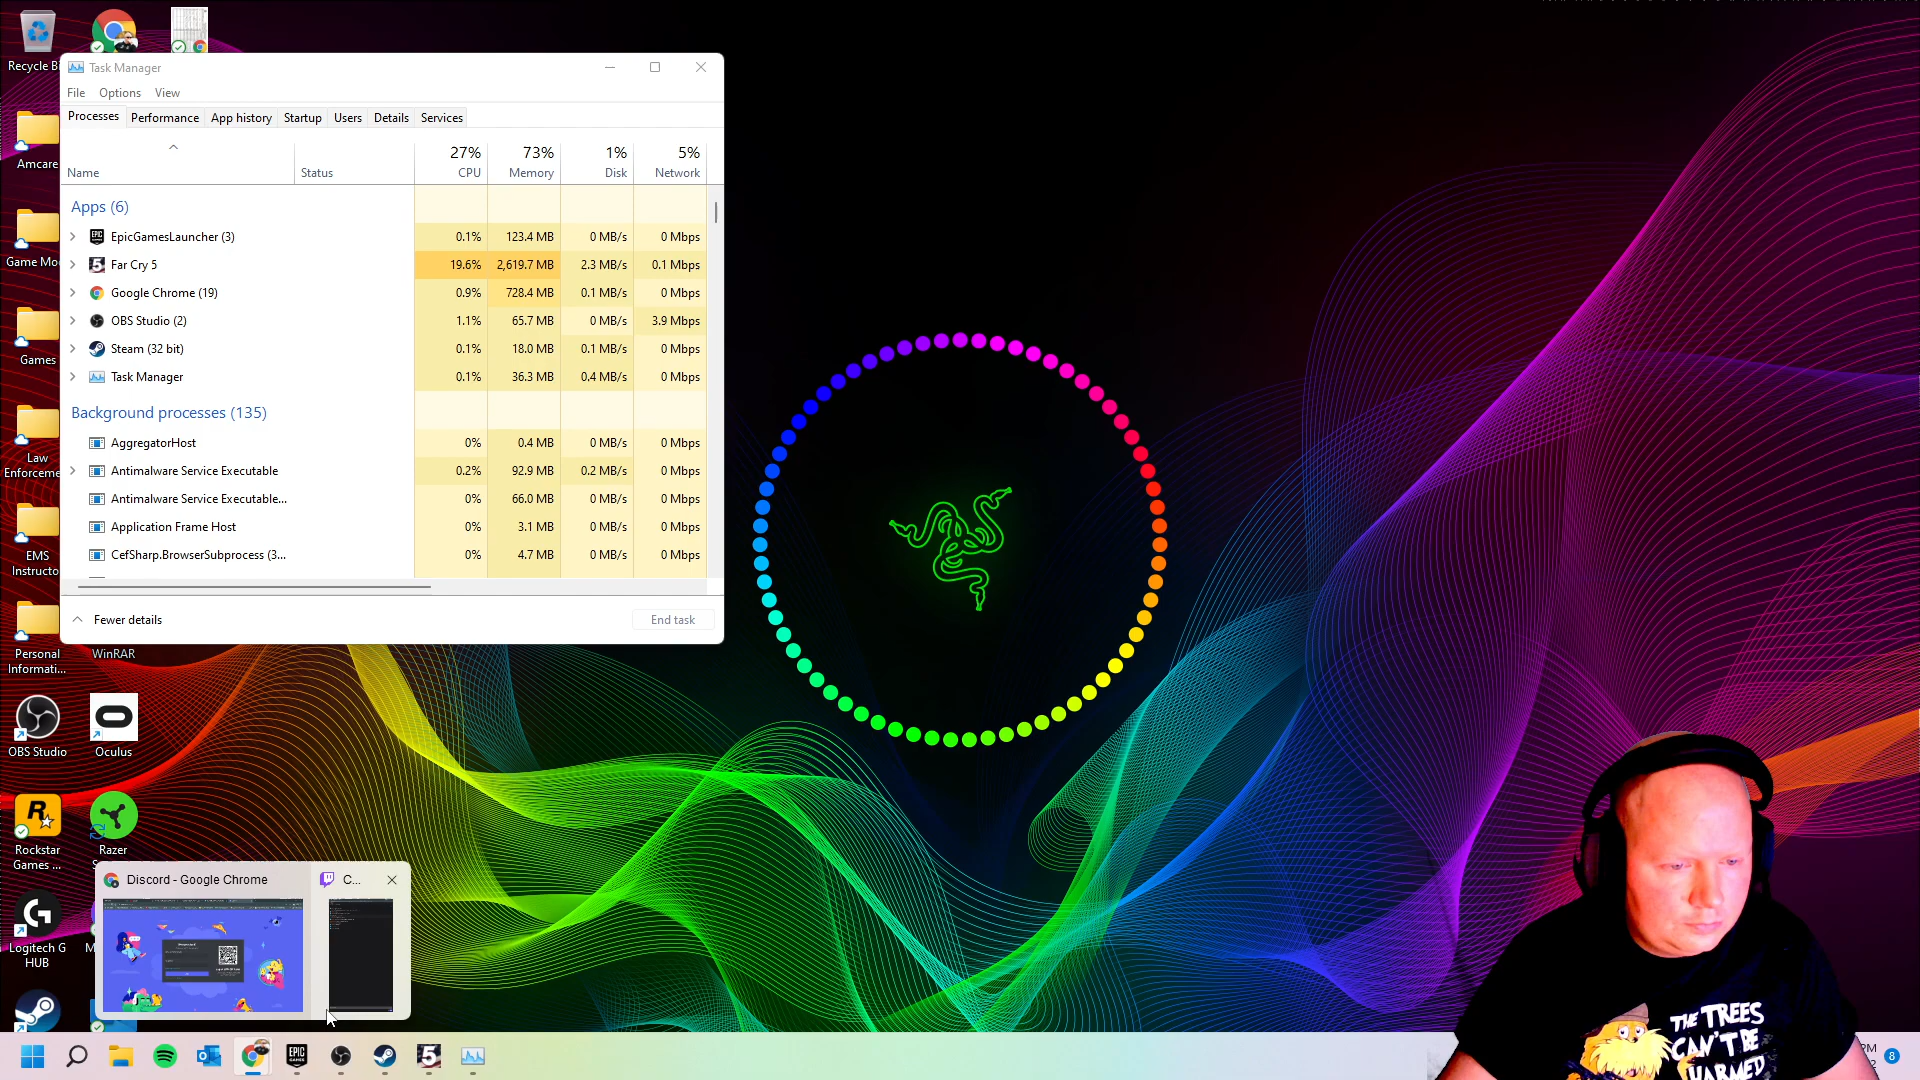 Recycle Bi
Task Manager
File Options View
Processes Performance App history Startup Users Details Services
27% 73% 1% 5%
Name Status CPU Memory Disk Network
Apps (6)
EpicGamesLauncher (3) 0.1% 123.4 MB 0 MB/s 0 Mbps
Far Cry 5 19.6% 2,619.7 MB 2.3 MB/s 0.1 Mbps
Google Chrome (19) 0.9% 728.4 MB 0.1 MB/s 0 Mbps
OBS Studio (2) 1.1% 65.7 MB 0 MB/s 3.9 Mbps
Steam (32 bit) 0.1% 18.0 MB 0.1 MB/s 0 Mbps
Task Manager 0.1% 36.3 MB 0.4 MB/s 0 Mbps
Background processes (135)
AggregatorHost 0% 0.4 MB 0 MB/s 0 Mbps
Antimalware Service Executable 0.2% 92.9 MB 0.2 MB/s 0 Mbps
Antimalware Service Executable... 0% 66.0 MB 0 MB/s 0 Mbps
Application Frame Host 0% 3.1 MB 0 MB/s 0 Mbps
CefSharp.BrowserSubprocess (3... 0% 4.7 MB 0 MB/s 0 Mbps
Fewer details End task
Amcare
Game Mo
Games
Law
Enforceme
EMS
Instructo
Personal
Informati...
WinRAR
OBS Studio
Oculus
Rockstar
Games ...
Razer
S
Logitech G
HUB
M
Discord - Google Chrome
C...
EPIC
GAMES
5
THE TREES
CAN'T BE
HARMED
PM
2
8